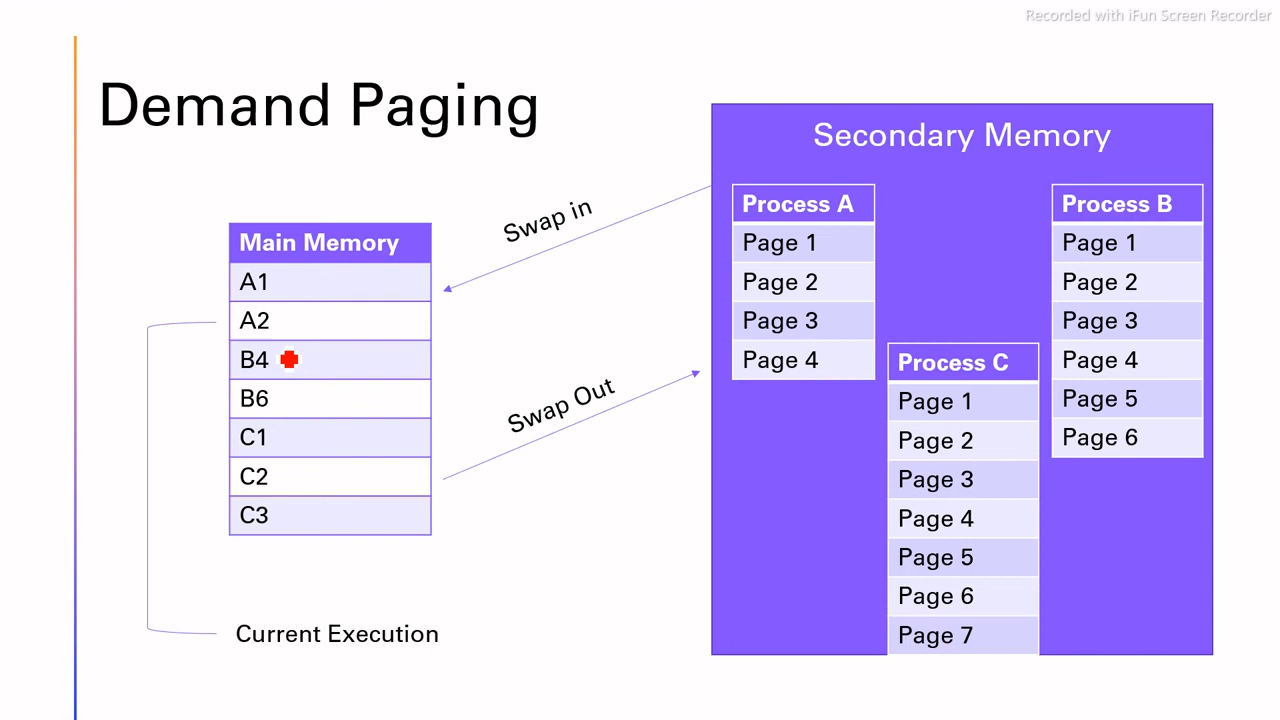 Recorded with iFun Screen Recorder
Demand Paging
Main Memory
A1
A2
B4
B6
C1
C2
C3
Current Execution
Swap in
Swap Out
Secondary Memory
Process A
Page 1
Page 2
Page 3
Page 4
Process C
Page 1
Page 2
Page 3
Page 4
Page 5
Page 6
Page 7
Process B
Page 1
Page 2
Page 3
Page 4
Page 5
Page 6